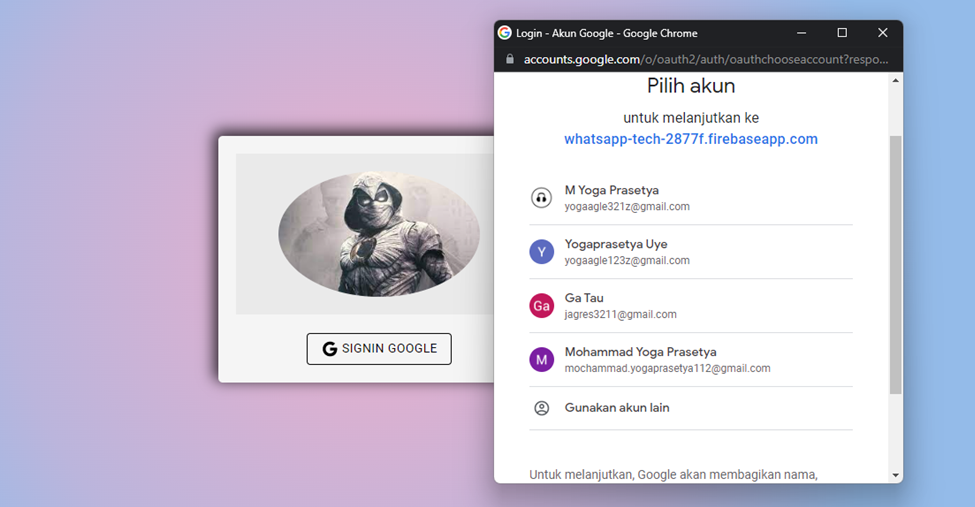 Login - Akun Google - Google Chrome
accounts.google.com/o/oauth2/auth/oauthchooseaccount?respo...
Pilih akun
untuk melanjutkan ke
whatsapp-tech-2877f.firebaseapp.com
M Yoga Prasetya
yogaagle321z@gmail.com
Y
Yogaprasetya Uye
yogaagle123z@gmail.com
Ga
Ga Tau
jagres3211@gmail.com
M
Mohammad Yoga Prasetya
mochammad.yogaprasetya112@gmail.com
Gunakan akun lain
Untuk melanjutkan, Google akan membagikan nama,
SIGNIN GOOGLE